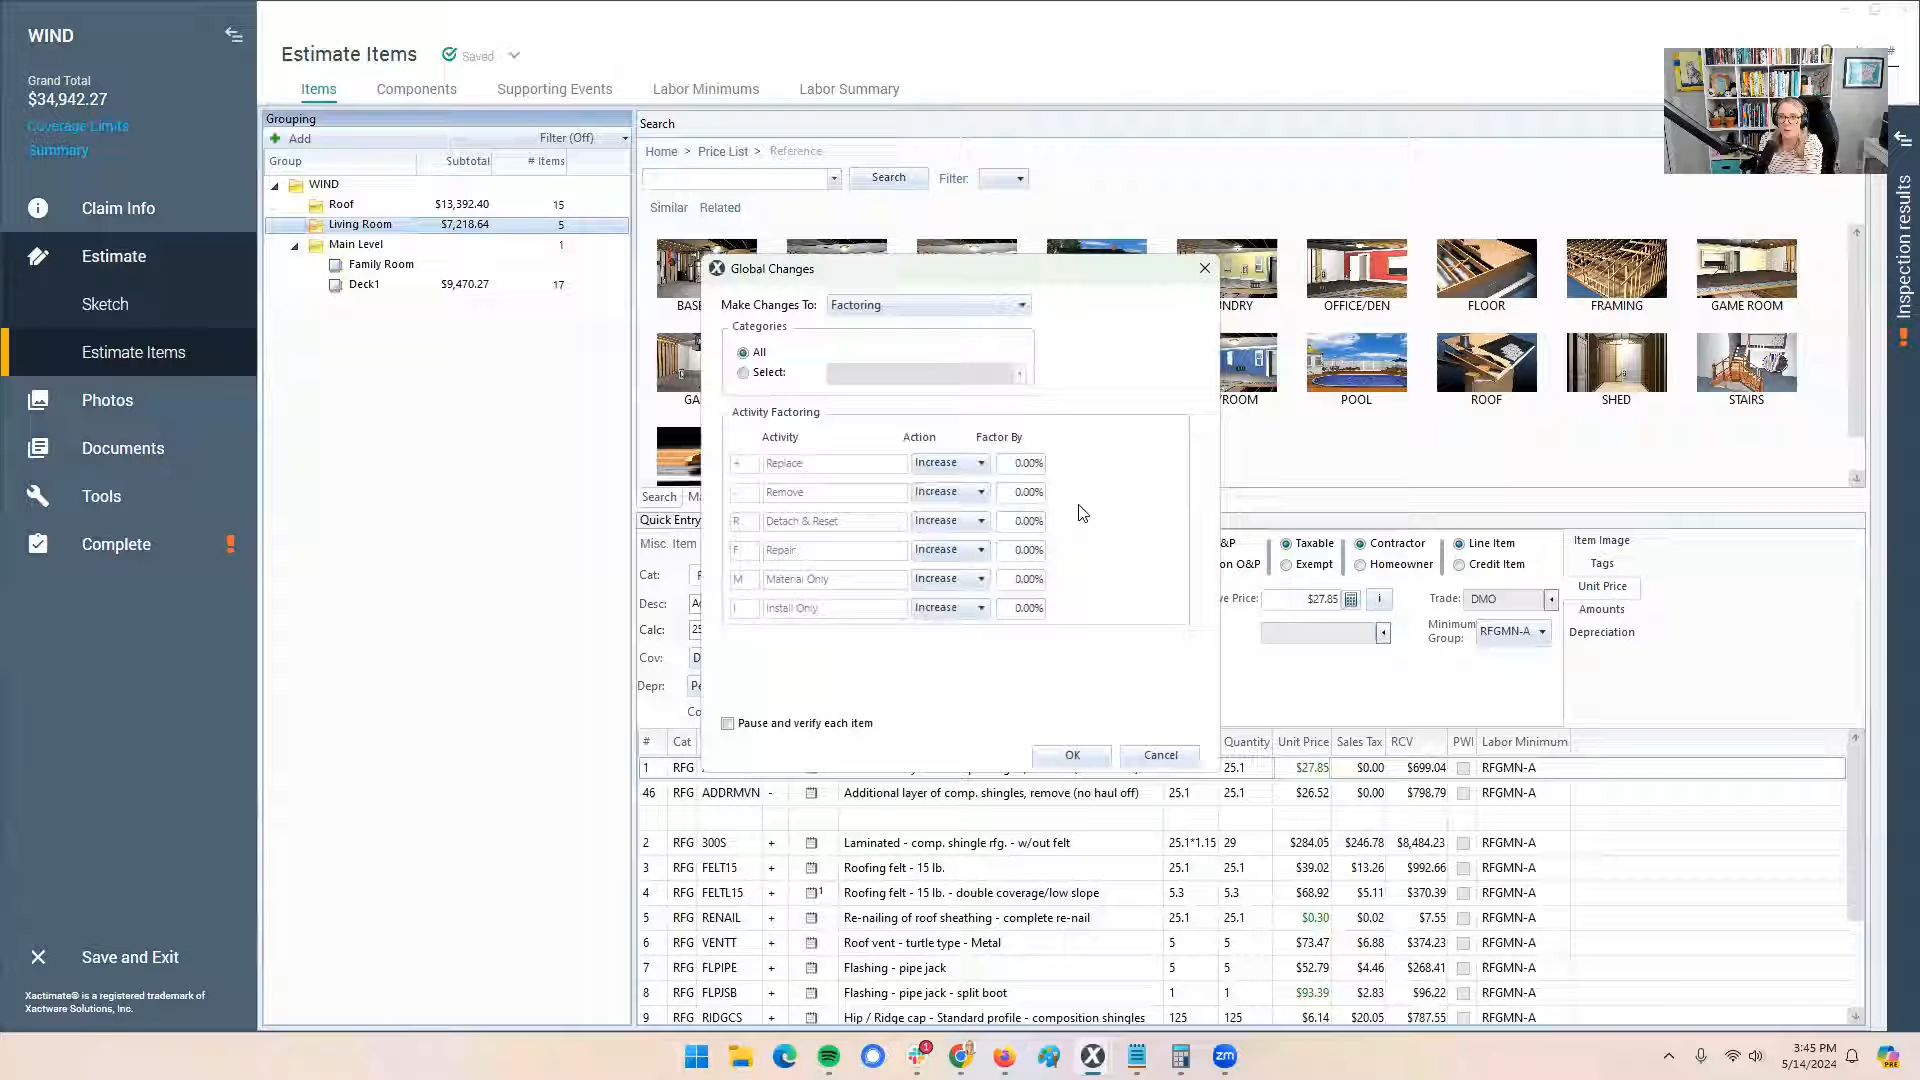 WIND
Grand Total
$34,942.27
Coverage Limits
Summary
Claim Info
Estimate
Sketch
Estimate Items
Photos
Documents
Tools
Complete
Save and Exit
Xactimate® is a registered trademark of
Xactware Solutions, Inc.
Estimate Items
Saved
Items Components Supporting Events Labor Minimums Labor Summary
Grouping
Add Filter (Off)
Group Subtotal # Items
WIND
Roof $13,392.40 15
Living Room $7,218.64 5
Main Level 1
Family Room
Deck1 $9,470.27 17
Search
Home > Price List > Reference
Search Filter:
Similar Related
OFFICE/DEN FLOOR FRAMING GAME ROOM
POOL ROOF SHED STAIRS
Search
Quick Entry
Misc. Item
Cat:
Desc:
Calc: 25
Cov: D
Depr: Pe
Global Changes
Make Changes To: Factoring
Categories
All
Select:
Activity Factoring
Activity Action Factor By
+ Replace Increase 0.00%
- Remove Increase 0.00%
R Detach & Reset Increase 0.00%
F Repair Increase 0.00%
M Material Only Increase 0.00%
I Install Only Increase 0.00%
Pause and verify each item
OK Cancel
Taxable Contractor Line Item
on O&P Exempt Homeowner Credit Item
Price: $27.85 i Trade: DMO
Minimum
Group: RFGMN-A
Item Image
Tags
Unit Price
Amounts
Depreciation
# Cat Quantity Unit Price Sales Tax RCV PWI Labor Minimum
1 RFG 25.1 $27.85 $0.00 $699.04 RFGMN-A
46 RFG ADDRMVN - Additional layer of comp. shingles, remove (no haul off) 25.1 25.1 $26.52 $0.00 $798.79 RFGMN-A
2 RFG 300S + Laminated - comp. shingle rfg. - w/out felt 25.1*1.15 29 $284.05 $246.78 $8,484.23 RFGMN-A
3 RFG FELT15 + Roofing felt - 15 lb. 25.1 25.1 $39.02 $13.26 $992.66 RFGMN-A
4 RFG FELTL15 + 1 Roofing felt - 15 lb. - double coverage/low slope 5.3 5.3 $68.92 $5.11 $370.39 RFGMN-A
5 RFG RENAIL + Re-nailing of roof sheathing - complete re-nail 25.1 25.1 $0.30 $0.02 $7.55 RFGMN-A
6 RFG VENTT + Roof vent - turtle type - Metal 5 5 $73.47 $6.88 $374.23 RFGMN-A
7 RFG FLPIPE + Flashing - pipe jack 5 5 $52.79 $4.46 $268.41 RFGMN-A
8 RFG FLPJSB + Flashing - pipe jack - split boot 1 1 $93.39 $2.83 $96.22 RFGMN-A
9 RFG RIDGCS + Hip / Ridge cap - Standard profile - composition shingles 125 125 $6.14 $20.05 $787.55 RFGMN-A
Inspection results
1
zm
3:45 PM
5/14/2024
PRE